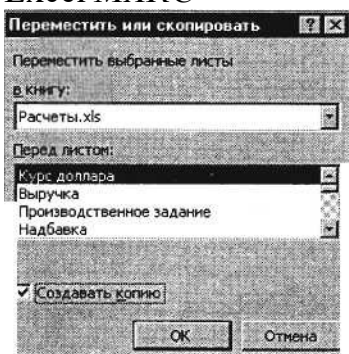 Переместить или скопировать
Переместить выбранные листы
в книгу:
Расчеты.xls
Перед листом:
Курс доллара
Выручка
Производственное задание
Надбавка
Создавать копию
ОК
Отмена